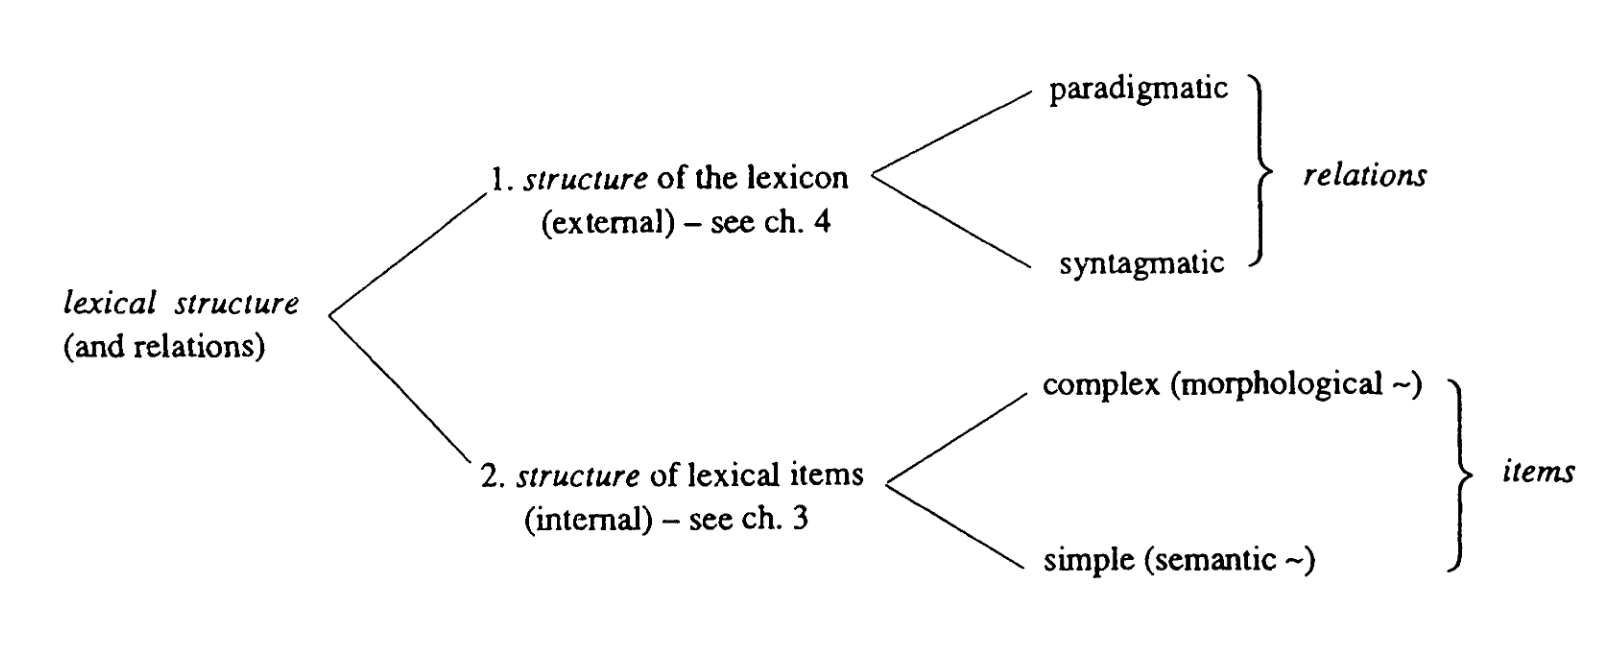 paradigmatic
1. structure of the lexicon
relations
(external) – see ch. 4
syntagmatic
lexical structure
(and relations)
complex (morphological ~)
2. structure of lexical items
items
(internal) – see ch. 3
simple (semantic ~)